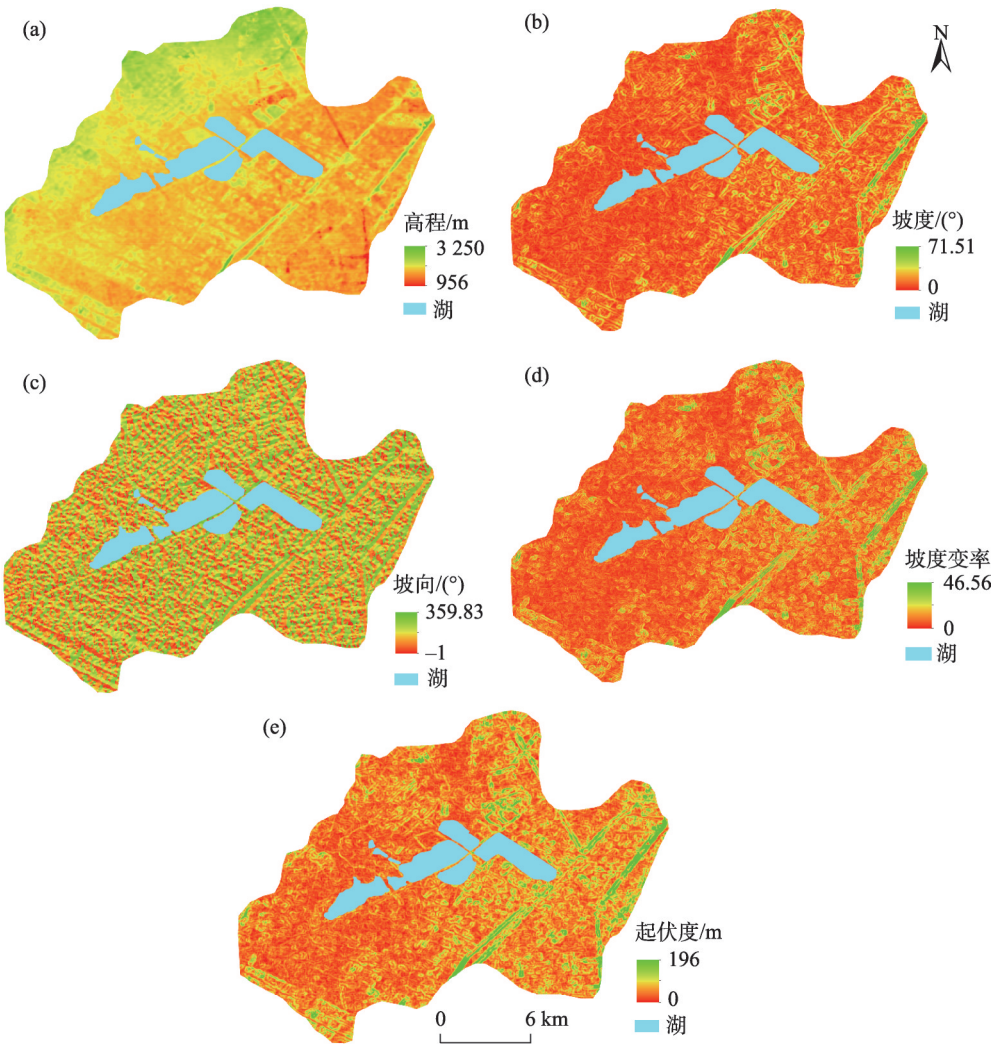 (a)
高程/m
3 250
956
湖
(b)
N
坡度/(°)
71.51
0
湖
(c)
坡向/(°)
359.83
–1
湖
(d)
坡度变率
46.56
0
湖
(e)
起伏度/m
196
0
湖
0 6 km